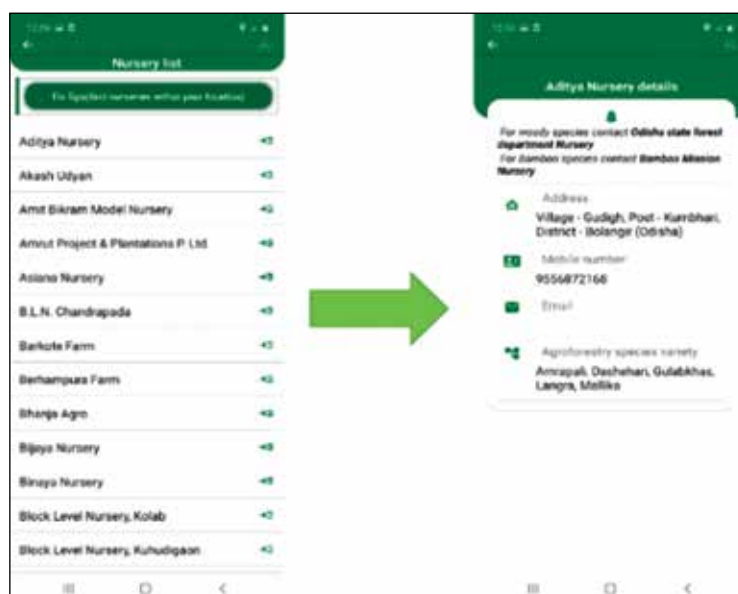 Nursery list
Aditya Nursery
Akash Udyan
Amit Bikram Model Nursery
Amrut Project & Plantations P. Ltd
Asiana Nursery
B.L.N. Chandrapada
Barkote Farm
Berhampura Farm
Bhanja Agro
Bijaya Nursery
Binaya Nursery
Block Level Nursery, Kolab
Block Level Nursery, Kuhudigaon
Aditya Nursery details
For woody species contact Odisha state forest
department Nursery
For bamboo species contact Bamboo Mission
Nursery
Address
Village - Gudigh, Post - Kumbhari,
District - Bolangir (Odisha)
Mobile number
9556872168
Email
Agroforestry species variety
Amrapali, Dashehari, Gulabkhas,
Langra, Mallika